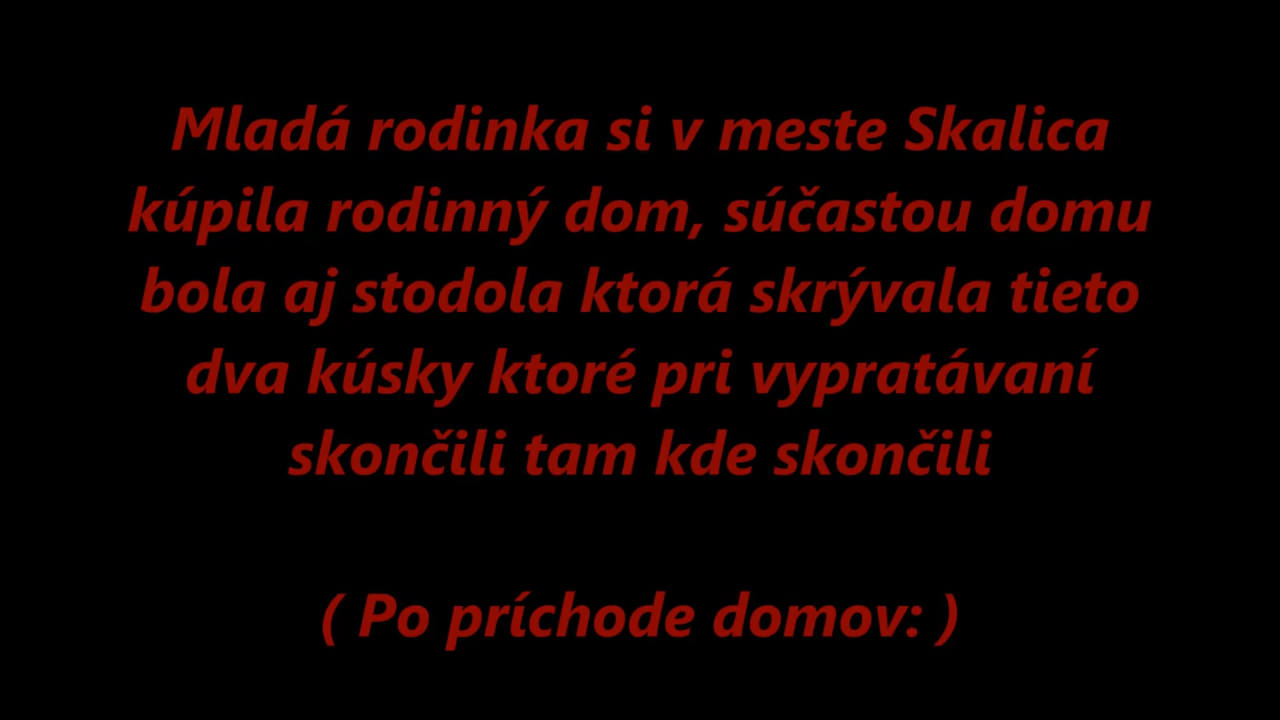 Mladá rodinka si v meste Skalica
kúpila rodinný dom, súčastou domu
bola aj stodola ktorá skrývala tieto
dva kúsky ktoré pri vypratávaní
skončili tam kde skončili
( Po príchode domov: )